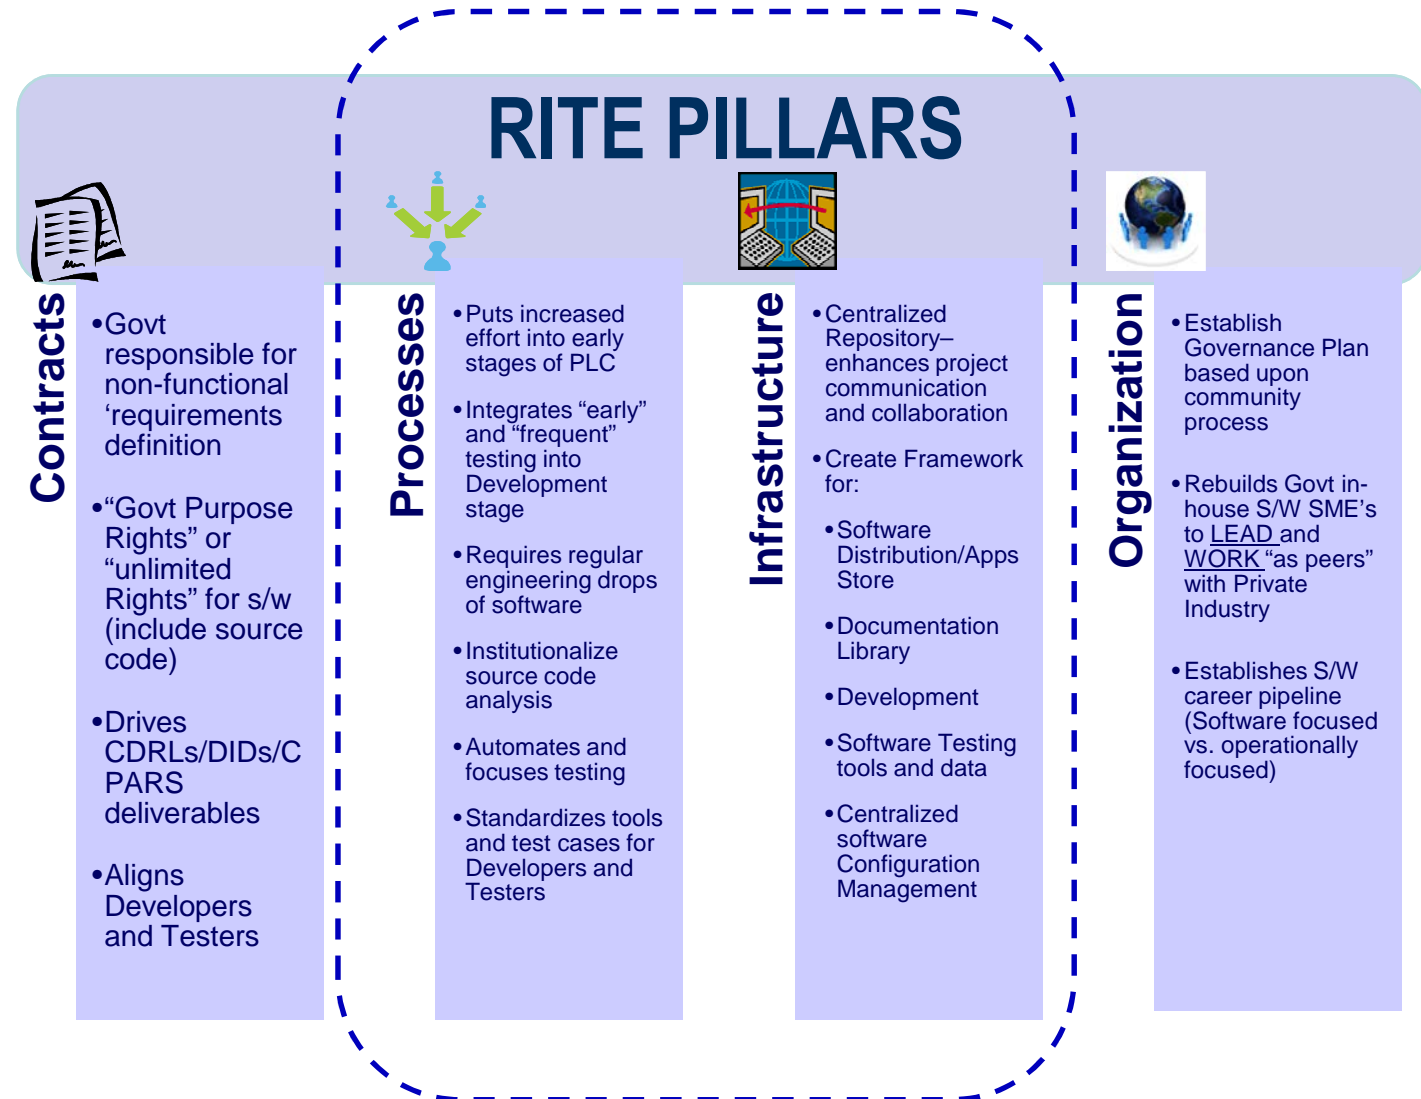 RITE PILLARS
Contracts
•Govt
responsible for
non-functional
‘requirements
definition
•“Govt Purpose
Rights” or
“unlimited
Rights” for s/w
(include source
code)
•Drives
CDRLs/DIDs/C
PARS
deliverables
•Aligns
Developers
and Testers
Processes
•Puts increased
effort into early
stages of PLC
•Integrates “early”
and “frequent”
testing into
Development
stage
•Requires regular
engineering drops
of software
•Institutionalize
source code
analysis
•Automates and
focuses testing
•Standardizes tools
and test cases for
Developers and
Testers
Infrastructure
•Centralized
Repository–
enhances project
communication
and collaboration
•Create Framework
for:
•Software
Distribution/Apps
Store
•Documentation
Library
•Development
•Software Testing
tools and data
•Centralized
software
Configuration
Management
Organization
•Establish
Governance Plan
based upon
community
process
•Rebuilds Govt in-
house S/W SME’s
to LEAD and
WORK “as peers”
with Private
Industry
•Establishes S/W
career pipeline
(Software focused
vs. operationally
focused)